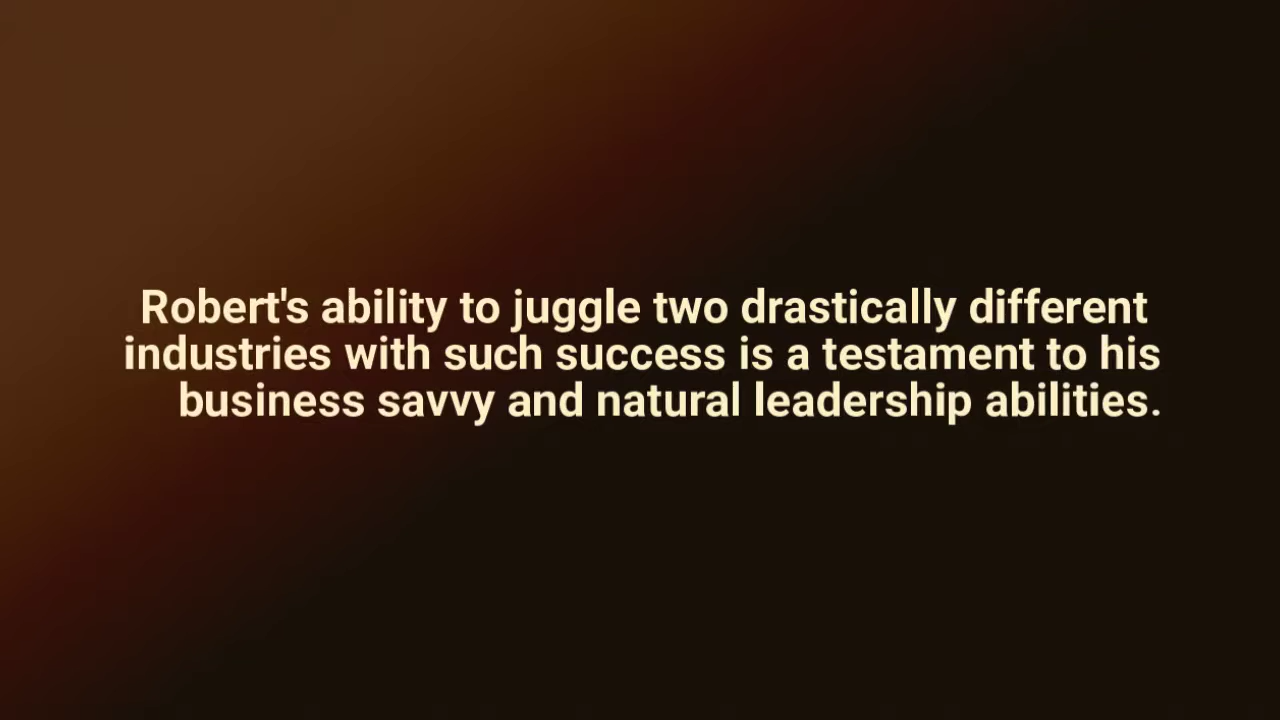 Robert's ability to juggle two drastically different
industries with such success is a testament to his
business savvy and natural leadership abilities.